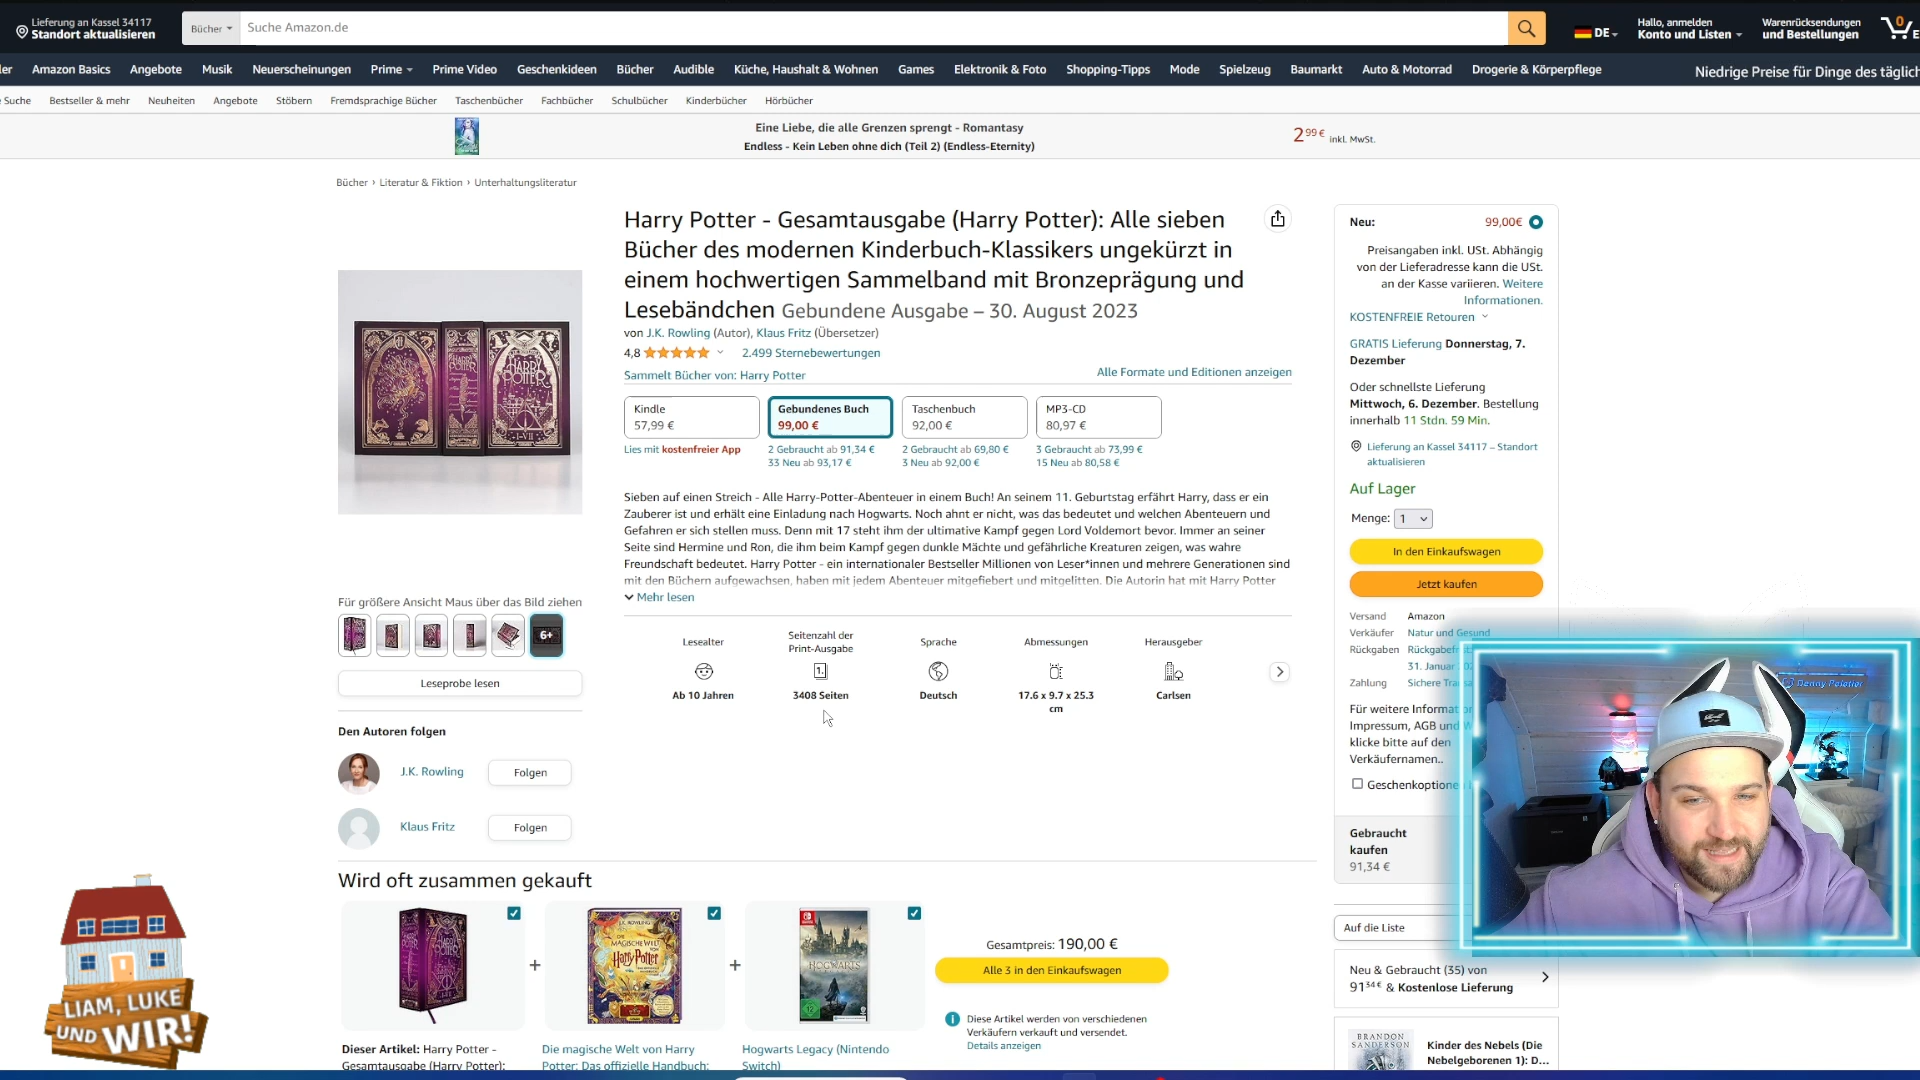 Lieferung an Kassel 34117
Standort aktualisieren
Bücher
Suche Amazon.de
DE
Hallo, anmelden
Konto und Listen
Warenrücksendungen
und Bestellungen
0
Amazon Basics
Angebote
Musik
Neuerscheinungen
Prime
Prime Video
Geschenkideen
Bücher
Audible
Küche, Haushalt & Wohnen
Games
Elektronik & Foto
Shopping-Tipps
Mode
Spielzeug
Baumarkt
Auto & Motorrad
Drogerie & Körperpflege
Niedrige Preise für Dinge des täglich
Suche
Bestseller & mehr
Neuheiten
Angebote
Stöbern
Fremdsprachige Bücher
Taschenbücher
Fachbücher
Schulbücher
Kinderbücher
Hörbücher
Eine Liebe, die alle Grenzen sprengt - Romantasy
Endless - Kein Leben ohne dich (Teil 2) (Endless-Eternity)
2 99 € inkl. MwSt.
Bücher › Literatur & Fiktion › Unterhaltungsliteratur
Harry Potter - Gesamtausgabe (Harry Potter): Alle sieben
Bücher des modernen Kinderbuch-Klassikers ungekürzt in
einem hochwertigen Sammelband mit Bronzeprägung und
Lesebändchen Gebundene Ausgabe – 30. August 2023
von J.K. Rowling (Autor), Klaus Fritz (Übersetzer)
4,8
2.499 Sternebewertungen
Sammelt Bücher von: Harry Potter
Alle Formate und Editionen anzeigen
Kindle
57,99 €
Lies mit kostenfreier App
Gebundenes Buch
99,00 €
2 Gebraucht ab 91,34 €
33 Neu ab 93,17 €
Taschenbuch
92,00 €
2 Gebraucht ab 69,80 €
3 Neu ab 92,00 €
MP3-CD
80,97 €
3 Gebraucht ab 73,99 €
15 Neu ab 80,58 €
Sieben auf einen Streich - Alle Harry-Potter-Abenteuer in einem Buch! An seinem 11. Geburtstag erfährt Harry, dass er ein
Zauberer ist und erhält eine Einladung nach Hogwarts. Noch ahnt er nicht, was das bedeutet und welchen Abenteuern und
Gefahren er sich stellen muss. Denn mit 17 steht ihm der ultimative Kampf gegen Lord Voldemort bevor. Immer an seiner
Seite sind Hermine und Ron, die ihm beim Kampf gegen dunkle Mächte und gefährliche Kreaturen zeigen, was wahre
Freundschaft bedeutet. Harry Potter - ein internationaler Bestseller Millionen von Leser*innen und mehrere Generationen sind
mit den Büchern aufgewachsen, haben mit jedem Abenteuer mitgefiebert und mitgelitten. Die Autorin hat mit Harry Potter
Mehr lesen
HARRY POTTER
HARRY POTTER
I-VII
Für größere Ansicht Maus über das Bild ziehen
6+
Leseprobe lesen
Den Autoren folgen
J.K. Rowling
Folgen
Klaus Fritz
Folgen
Lesealter
Ab 10 Jahren
Seitenzahl der
Print-Ausgabe
1.
3408 Seiten
Sprache
Deutsch
Abmessungen
17.6 x 9.7 x 25.3
cm
Herausgeber
Carlsen
Neu:
99,00€
Preisangaben inkl. USt. Abhängig
von der Lieferadresse kann die USt.
an der Kasse variieren. Weitere
Informationen.
KOSTENFREIE Retouren
GRATIS Lieferung Donnerstag, 7.
Dezember
Oder schnellste Lieferung
Mittwoch, 6. Dezember. Bestellung
innerhalb 11 Stdn. 59 Min.
Lieferung an Kassel 34117 – Standort
aktualisieren
Auf Lager
Menge: 1
In den Einkaufswagen
Jetzt kaufen
Versand Amazon
Verkäufer Natur und Gesund
Rückgaben
31. Januar
Zahlung Sichere
Für weitere
Impressum, AGB und
klicke bitte auf den
Verkäufernamen..
Geschenkoptionen
Gebraucht
kaufen
91,34 €
Auf die Liste
Neu & Gebraucht (35) von
91 34 € & Kostenlose Lieferung
BRANDON
SANDERSON
Kinder des Nebels (Die
Nebelgeborenen 1): D...
Wird oft zusammen gekauft
J.K. ROWLING
DIE
MAGISCHE WELT
VON
Harry Potter
HOGWARTS
+
+
Gesamtpreis: 190,00 €
Alle 3 in den Einkaufswagen
Diese Artikel werden von verschiedenen
Verkäufern verkauft und versendet.
Details anzeigen
Dieser Artikel: Harry Potter -
Gesamtausgabe (Harry Potter):
Die magische Welt von Harry
Potter: Das offizielle Handbuch:
Hogwarts Legacy (Nintendo
Switch)
LIAM, LUKE
UND WIR!